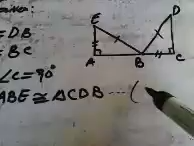 = DB
= BC
∠C = 90°
ABE ≅ ΔCDB --- (
E
D
A
B
C